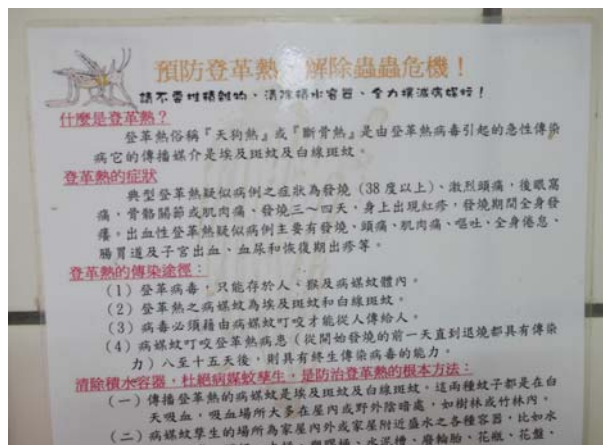 預防登革熱 解除蟲蟲危機！
請不要堆積雜物、清除積水容器、全力撲滅病媒蚊！
什麼是登革熱？
登革熱俗稱『天狗熱』或『斷骨熱』是由登革熱病毒引起的急性傳染
病它的傳播媒介是埃及斑蚊及白線斑蚊。
登革熱的症狀
典型登革熱疑似病例之症狀為發燒(38度以上)、激烈頭痛，後眼窩
痛，骨骼關節或肌肉痛、發燒三～四天，身上出現紅疹，發燒期間全身發
癢。出血性登革熱疑似病例主要有發燒、頭痛、肌肉痛、嘔吐、全身倦怠、
腸胃道及子宮出血、血尿和恢復期出疹等。
登革熱的傳染途徑：
(1) 登革病毒，只能存於人、猴及病媒蚊體內。
(2) 登革熱之病媒蚊為埃及斑蚊和白線斑蚊。
(3) 病毒必須藉由病媒蚊叮咬才能從人傳給人。
(4) 病媒蚊叮咬登革熱病患(從開始發燒的前一天直到退燒都具有傳染
力)八至十五天後，則具有終生傳染病毒的能力。
清除積水容器，杜絕病媒蚊孳生，是防治登革熱的根本方法：
(一) 傳播登革熱的病媒蚊是埃及斑蚊及白線斑蚊。這兩種蚊子都是在白
天吸血，吸血場所大多在屋內或野外陰暗處，如樹林或竹林內。
(二) 病媒蚊孳生的場所為家屋內外或家屋附近盛水之各種容器，比如水
水泥槽、廢輪胎、花瓶、花盤、